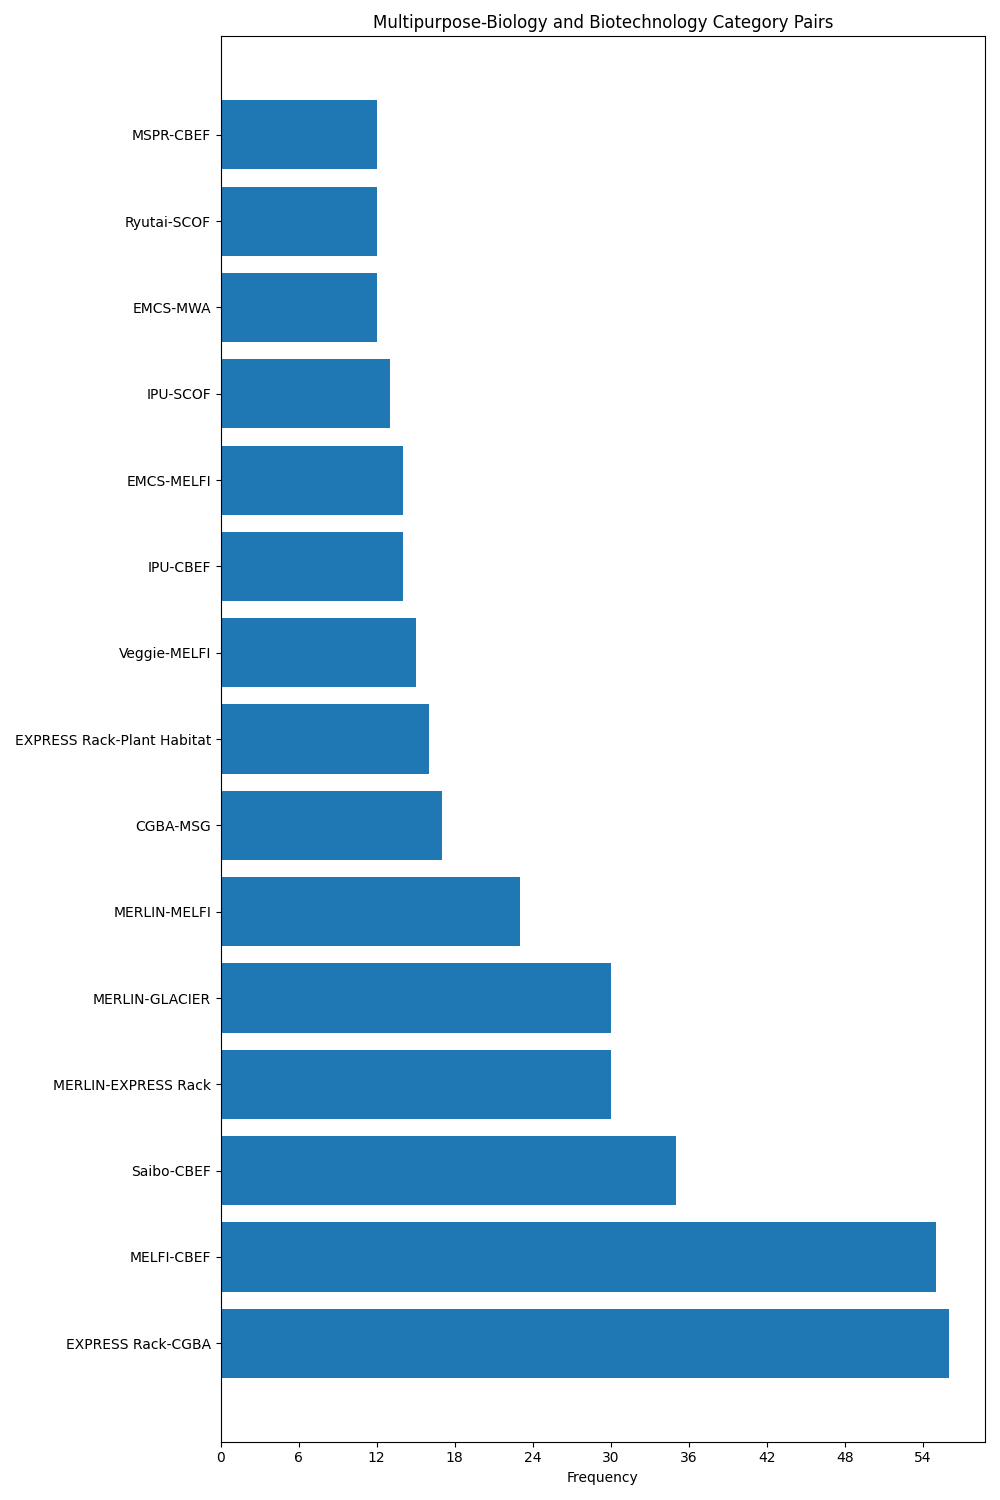 Multipurpose-Biology and Biotechnology Category Pairs
MSPR-CBEF
Ryutai-SCOF
EMCS-MWA
IPU-SCOF
EMCS-MELFI
IPU-CBEF
Veggie-MELFI
EXPRESS Rack-Plant Habitat
CGBA-MSG
MERLIN-MELFI
MERLIN-GLACIER
MERLIN-EXPRESS Rack
Saibo-CBEF
MELFI-CBEF
EXPRESS Rack-CGBA
0 6 12 18 24 30 36 42 48 54
Frequency